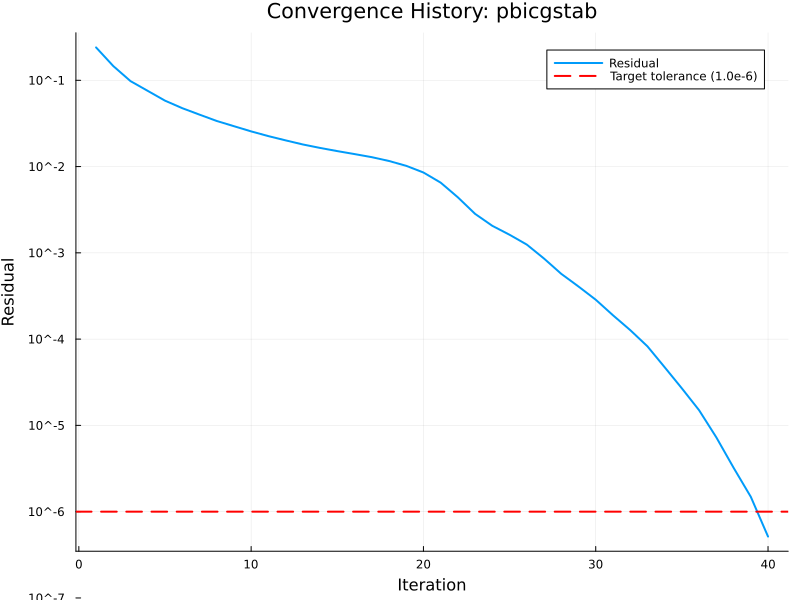 Convergence History: pbicgstab
Residual
Target tolerance (1.0e-6)
10^-1
10^-2
10^-3
10^-4
10^-5
10^-6
10^-7
Residual
0 10 20 30 40
Iteration